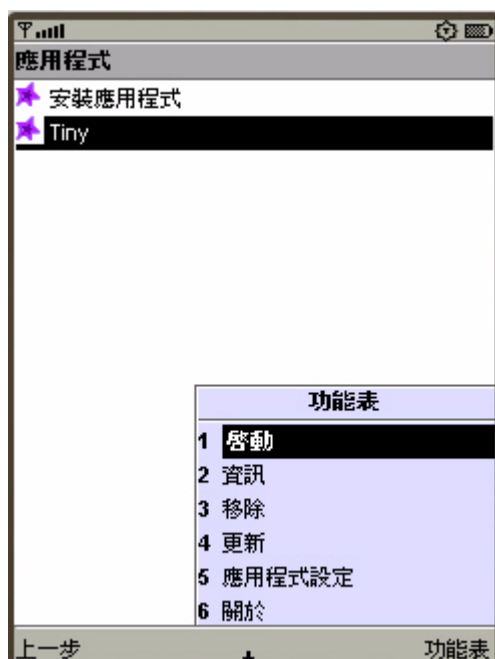 應用程式
安裝應用程式
Tiny
功能表
1 啓動
2 資訊
3 移除
4 更新
5 應用程式設定
6 關於
上一步 功能表